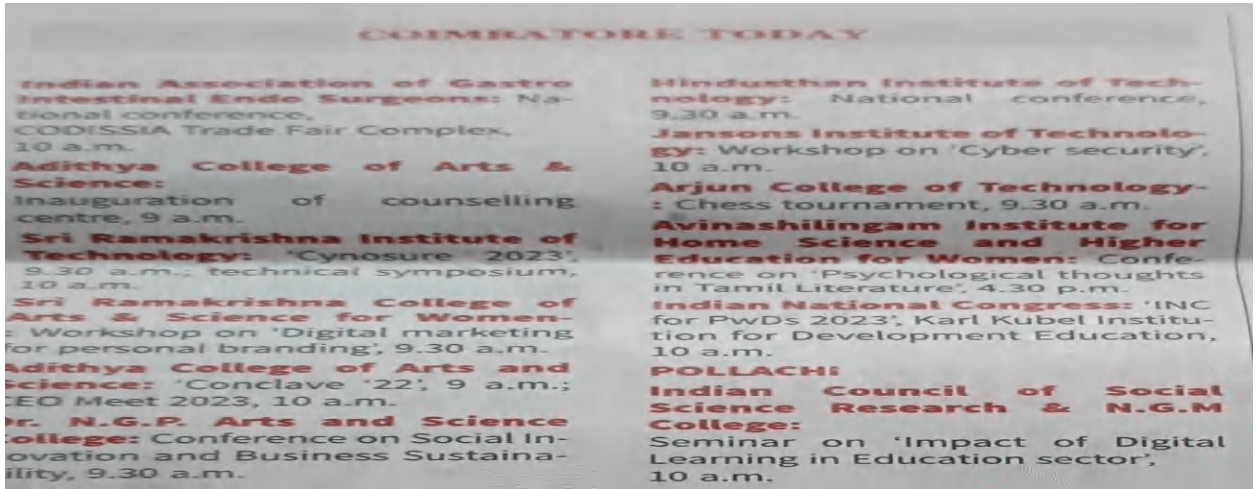 COIMBATORE TODAY
Indian Association of Gastro
Intestinal Endo Surgeons: Na-
tional conference,
CODISSIA Trade Fair Complex,
10 a.m.
Adithya College of Arts &
Science:
Inauguration of counselling
centre, 9 a.m.
Sri Ramakrishna Institute of
Technology: ‘Cynosure 2023’,
9.30 a.m.; technical symposium,
10 a.m.
Sri Ramakrishna College of
Arts & Science for Women-
: Workshop on ‘Digital marketing
for personal branding’, 9.30 a.m.
Adithya College of Arts and
Science: ‘Conclave ‘22’, 9 a.m.;
CEO Meet 2023, 10 a.m.
Dr. N.G.P. Arts and Science
College: Conference on Social In-
ovation and Business Sustaina-
ility, 9.30 a.m.
Hindusthan Institute of Tech-
nology: National conference,
9.30 a.m.
Jansons Institute of Technolo-
gy: Workshop on ‘Cyber security’,
10 a.m.
Arjun College of Technology-
: Chess tournament, 9.30 a.m.
Avinashilingam Institute for
Home Science and Higher
Education for Women: Confe-
rence on ‘Psychological thoughts
in Tamil Literature’, 4.30 p.m.
Indian National Congress: ‘INC
for PwDs 2023’, Karl Kubel Institu-
tion for Development Education,
10 a.m.
POLLACHI:
Indian Council of Social
Science Research & N.G.M
College:
Seminar on ‘Impact of Digital
Learning in Education sector’,
10 a.m.